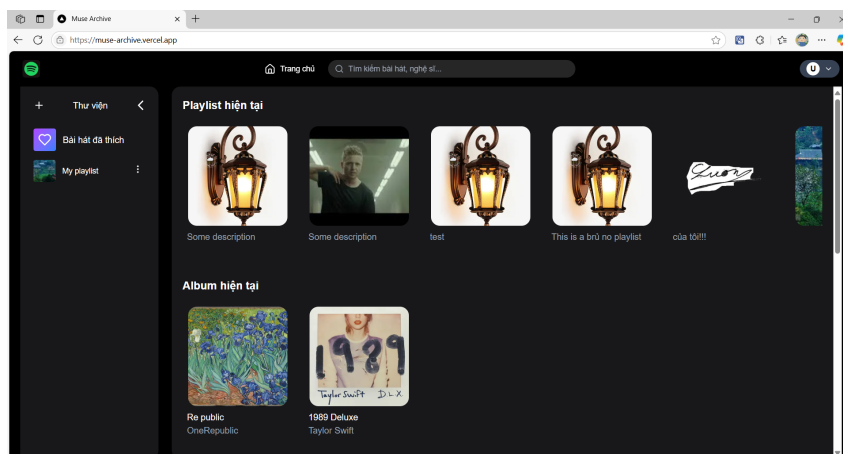 Muse Archive
https://muse-archive.vercel.app
Trang chủ
Tìm kiếm bài hát, nghệ sĩ...
U
Thư viện
Bài hát đã thích
My playlist
Playlist hiện tại
Some description
Some description
test
This is a brủ no playlist
của tôi!!!
Album hiện tại
1989
Taylor Swift D.L.X.
Re public
OneRepublic
1989 Deluxe
Taylor Swift